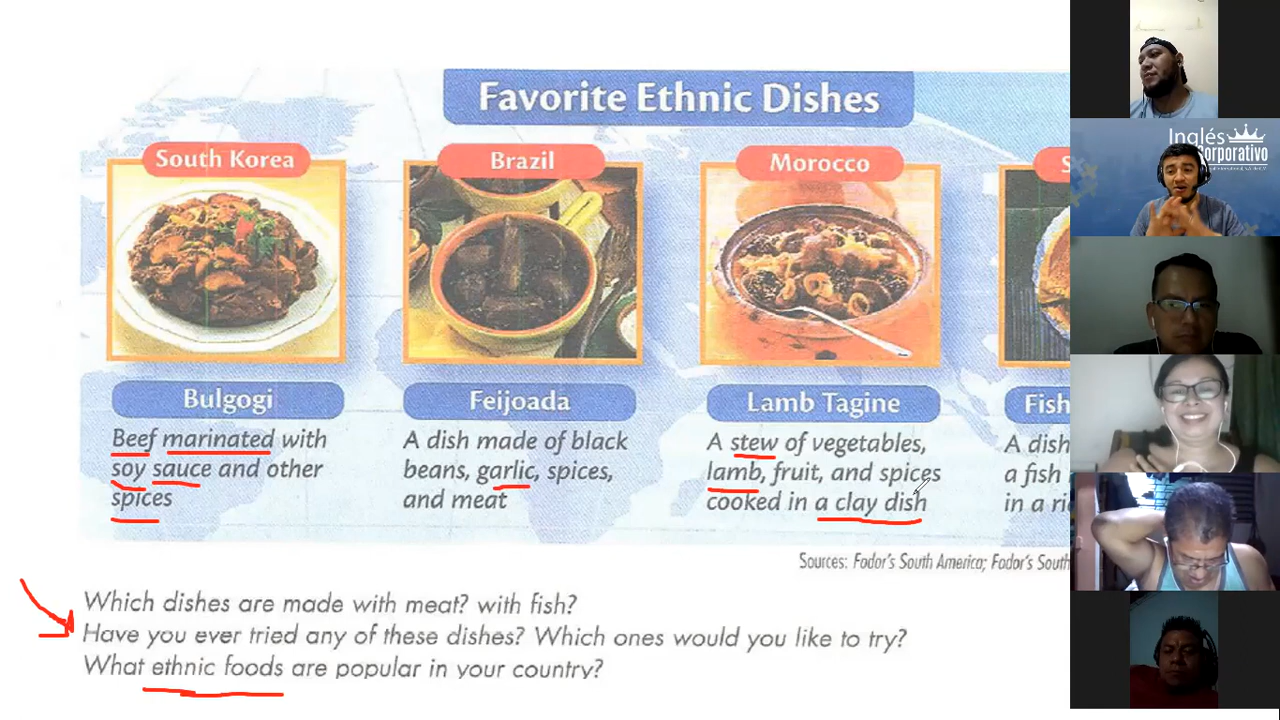 Favorite Ethnic Dishes
South Korea
Brazil
Morocco
S
Bulgogi
Feijoada
Lamb Tagine
Fish
Beef marinated with
soy sauce and other
spices
A dish made of black
beans, garlic, spices,
and meat
A stew of vegetables,
lamb, fruit, and spices
cooked in a clay dish
A dish
a fish
in a ri
Sources: Fodor's South America; Fodor's South
Which dishes are made with meat? with fish?
Have you ever tried any of these dishes? Which ones would you like to try?
What ethnic foods are popular in your country?
Inglés
Corporativo